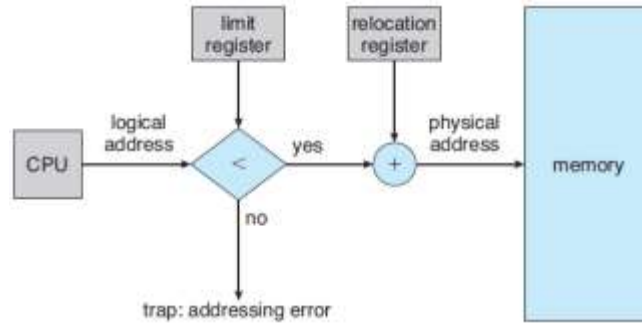 limit
register
relocation
register
logical
address
physical
address
CPU
<
yes
+
memory
no
trap: addressing error